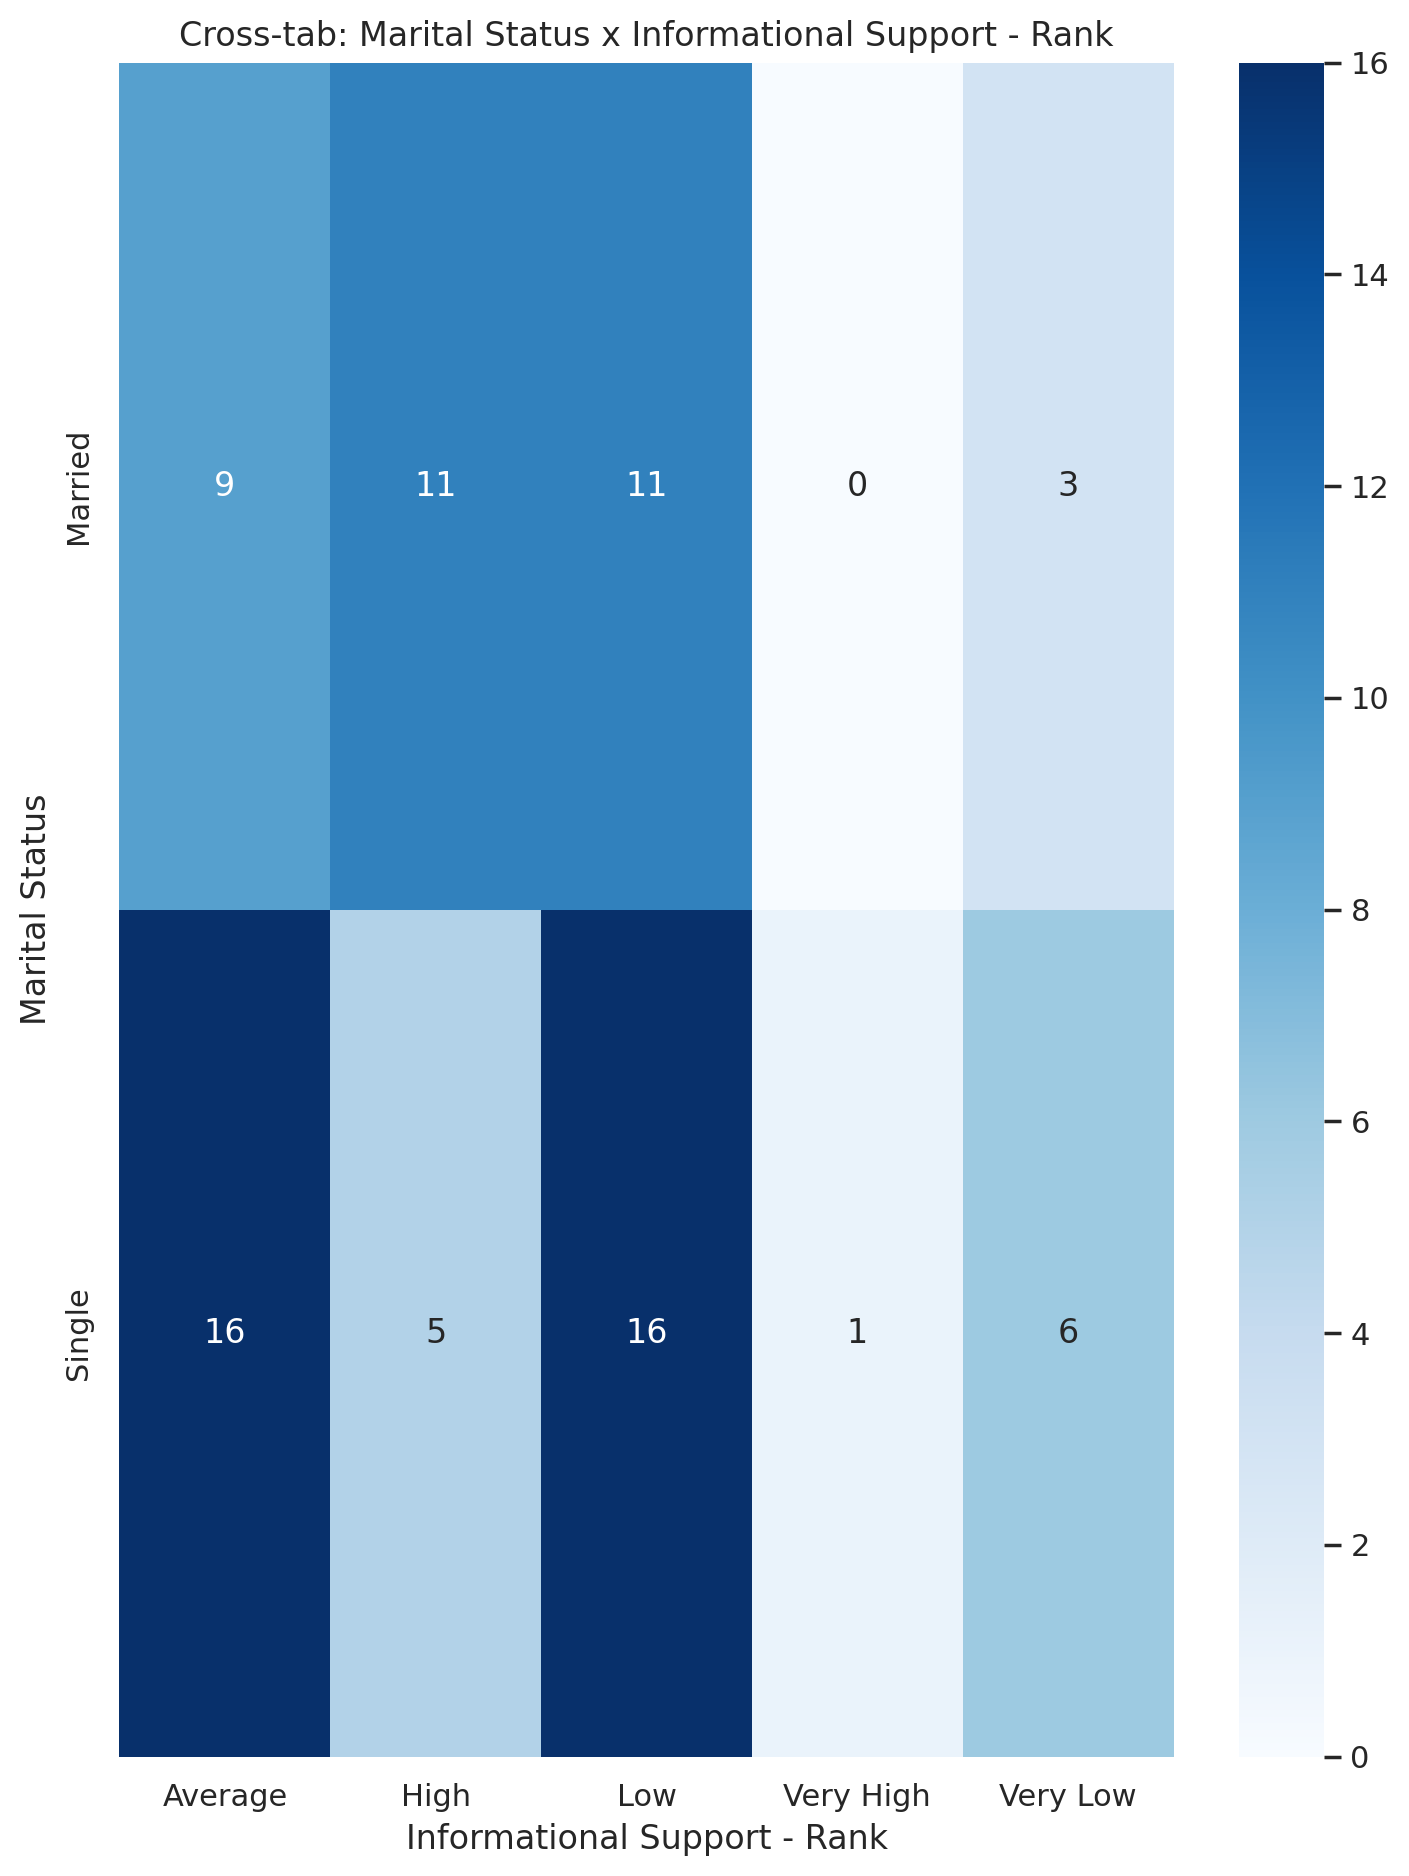 Cross-tab: Marital Status x Informational Support - Rank
Marital Status
Married
9 11 11 0 3
Single
16 5 16 1 6
Average High Low Very High Very Low
Informational Support - Rank
16
14
12
10
8
6
4
2
0